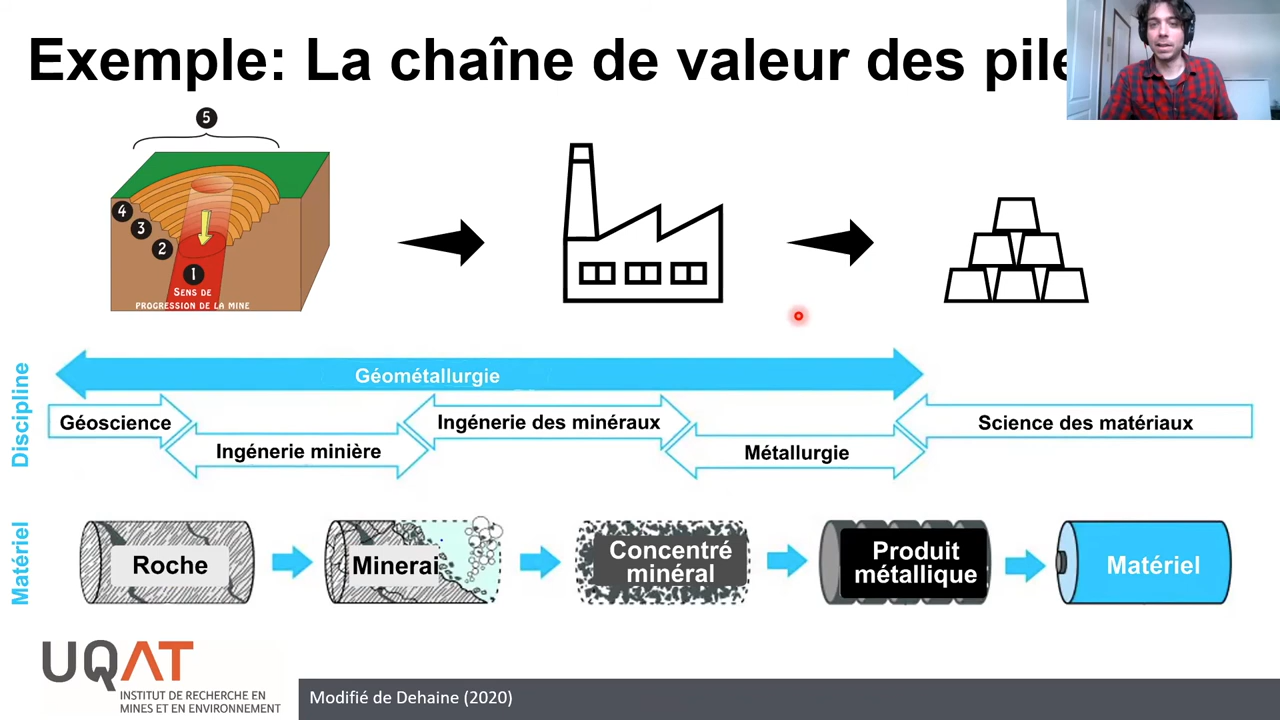 Exemple: La chaîne de valeur des pile
5
4
3
2
1
SENS DE
PROGRESSION DE LA MINE
Discipline
Géométallurgie
Géoscience
Ingénerie minière
Ingénerie des minéraux
Métallurgie
Science des matériaux
Matériel
Roche
Minerai
Concentré
minéral
Produit
métallique
Matériel
UQAT
INSTITUT DE RECHERCHE EN
MINES ET EN ENVIRONNEMENT
Modifié de Dehaine (2020)